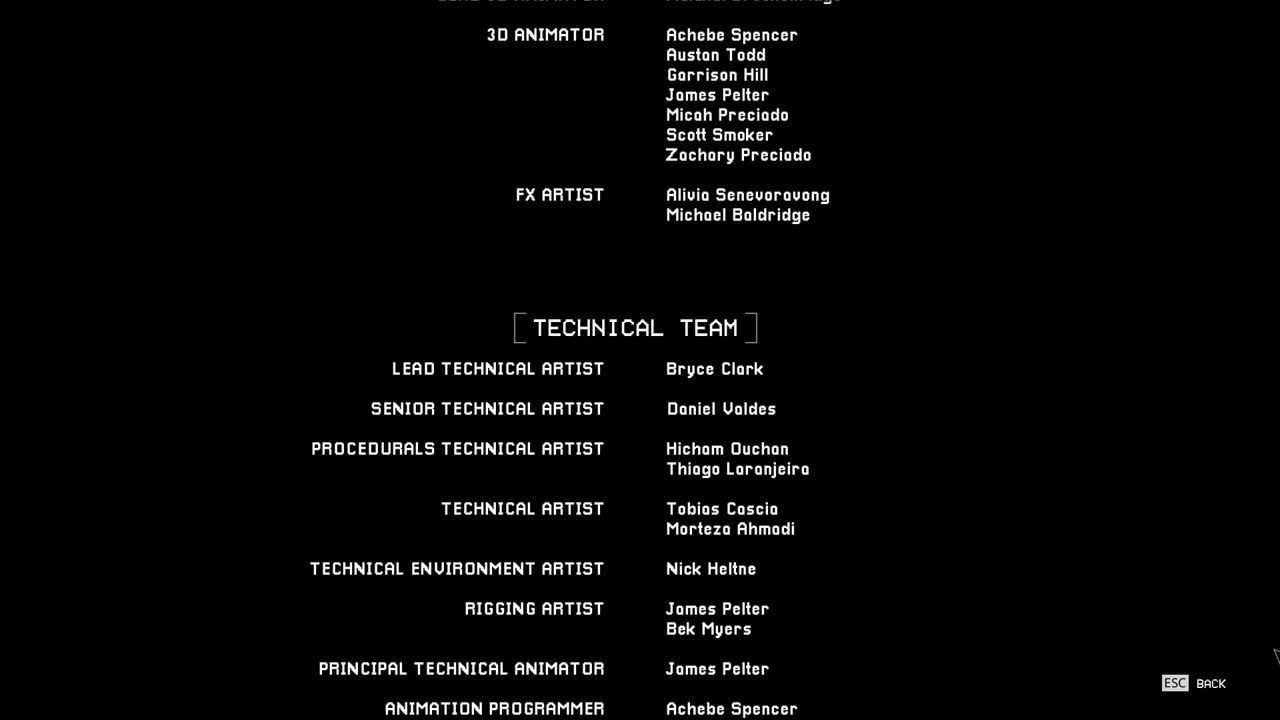 3D ANIMATOR Achebe Spencer
Austan Todd
Garrison Hill
James Pelter
Micah Preciado
Scott Smoker
Zachary Preciado
FX ARTIST Alivia Senevoravong
Michael Baldridge
TECHNICAL TEAM
LEAD TECHNICAL ARTIST Bryce Clark
SENIOR TECHNICAL ARTIST Daniel Valdes
PROCEDURALS TECHNICAL ARTIST Hicham Ouchan
Thiago Laranjeira
TECHNICAL ARTIST Tobias Cascia
Morteza Ahmadi
TECHNICAL ENVIRONMENT ARTIST Nick Heltne
RIGGING ARTIST James Pelter
Bek Myers
PRINCIPAL TECHNICAL ANIMATOR James Pelter
ESC BACK
ANIMATION PROGRAMMER Achebe Spencer